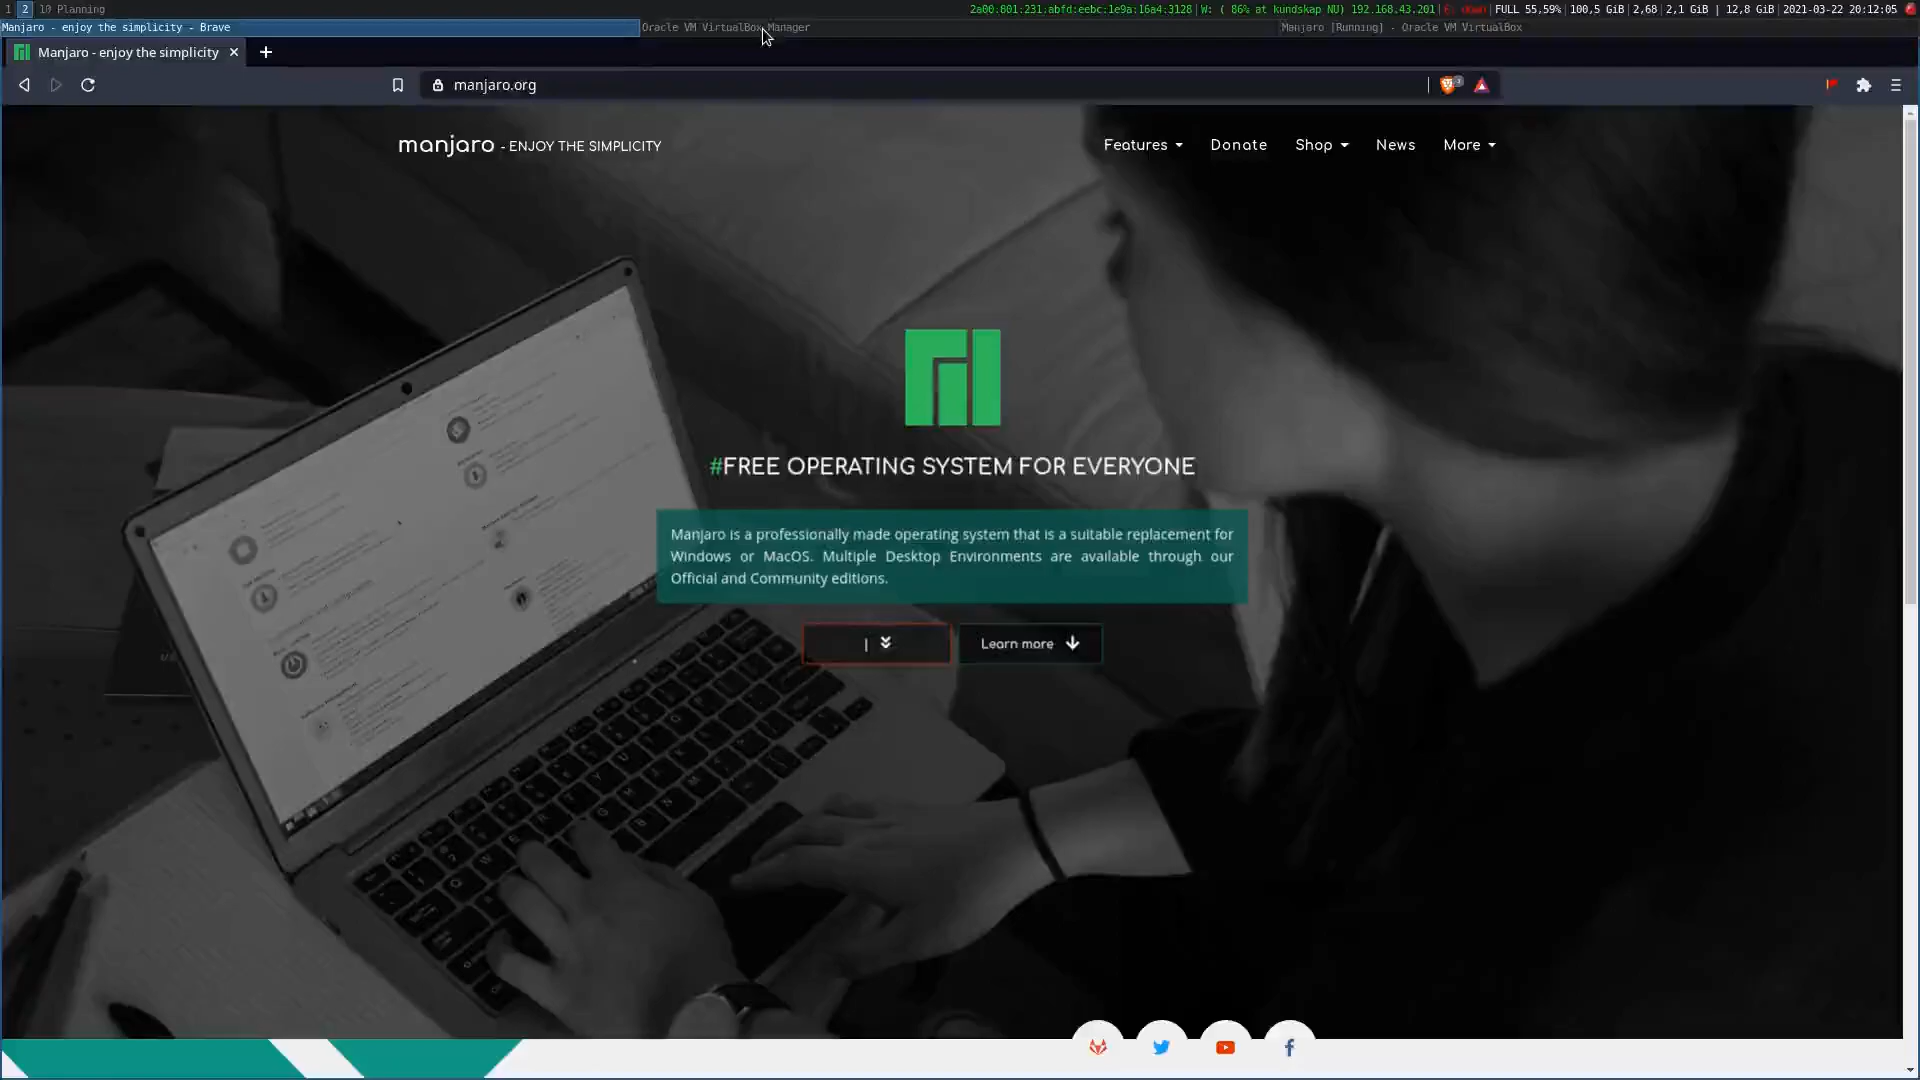 1 2 10 Planning
2a00:801:231:abfd:eebc:1e9a:16a4:3128 | W: ( 86% at kundskap NU) 192.168.43.201 | E: down | FULL 55,59% | 100,5 GiB | 2,68 | 2,1 GiB | 12,8 GiB | 2021-03-22 20:12:05
Manjaro - enjoy the simplicity - Brave
Oracle VM VirtualBox Manager
Manjaro [Running] - Oracle VM VirtualBox
Manjaro - enjoy the simplicity
manjaro.org
manjaro - ENJOY THE SIMPLICITY
Features
Donate
Shop
News
More
#FREE OPERATING SYSTEM FOR EVERYONE
Manjaro is a professionally made operating system that is a suitable replacement for
Windows or MacOS. Multiple Desktop Environments are available through our
Official and Community editions.
Learn more